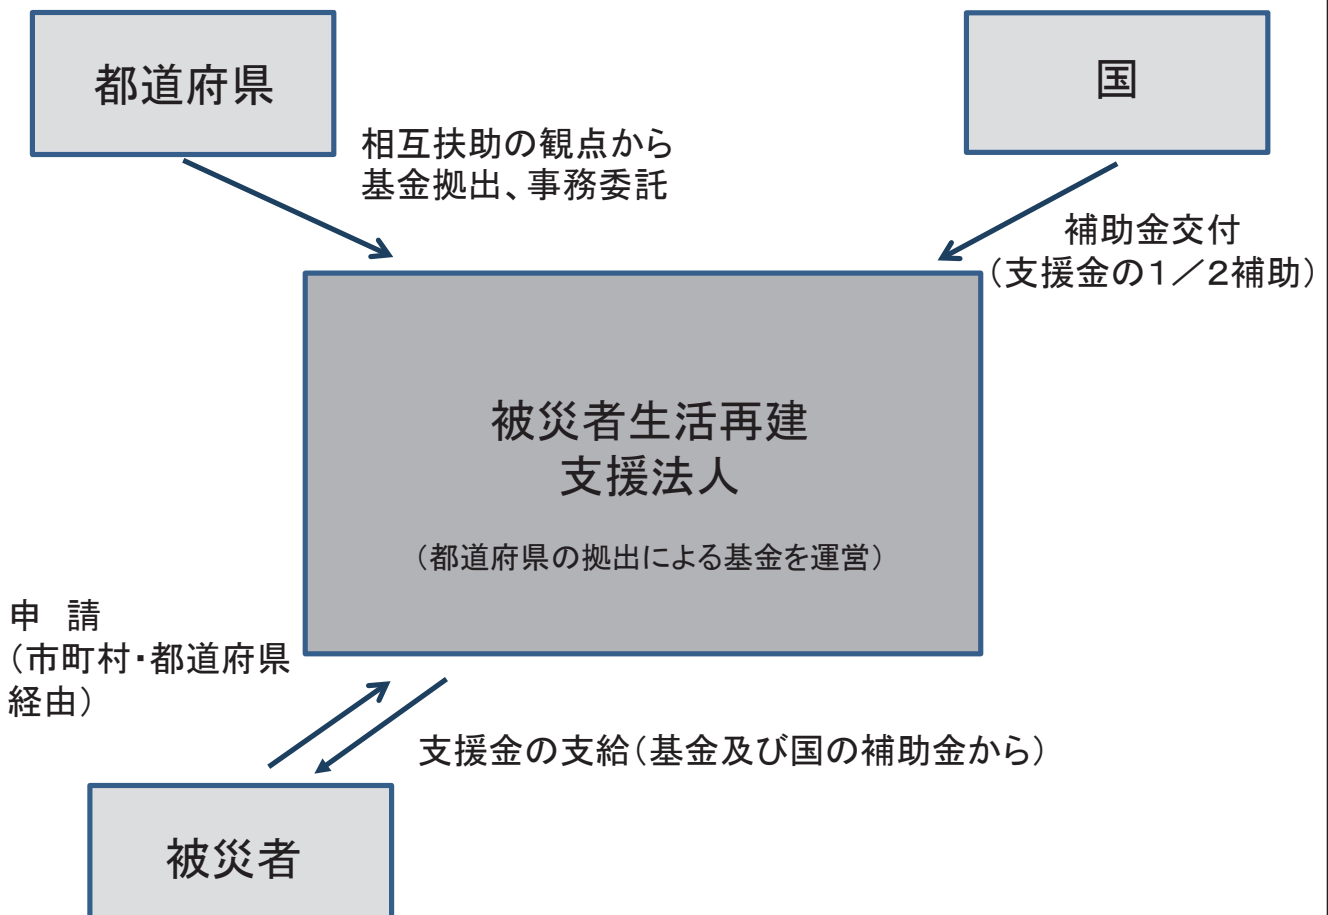 都道府県
国
相互扶助の観点から
基金拠出、事務委託
補助金交付
（支援金の１／２補助）
被災者生活再建
支援法人
（都道府県の拠出による基金を運営）
申　請
（市町村・都道府県
経由）
支援金の支給（基金及び国の補助金から）
被災者